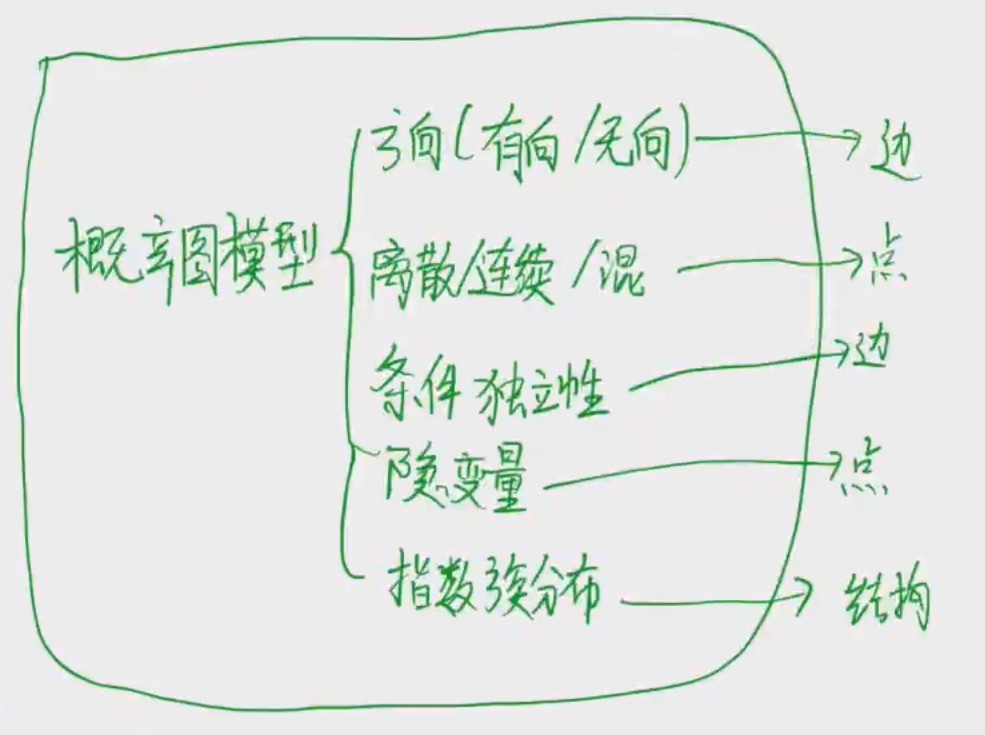 方向(有向/无向) → 边
概率图模型
离散/连续/混 → 点
条件独立性 → 边
隐变量 → 点
指数族分布 → 结构